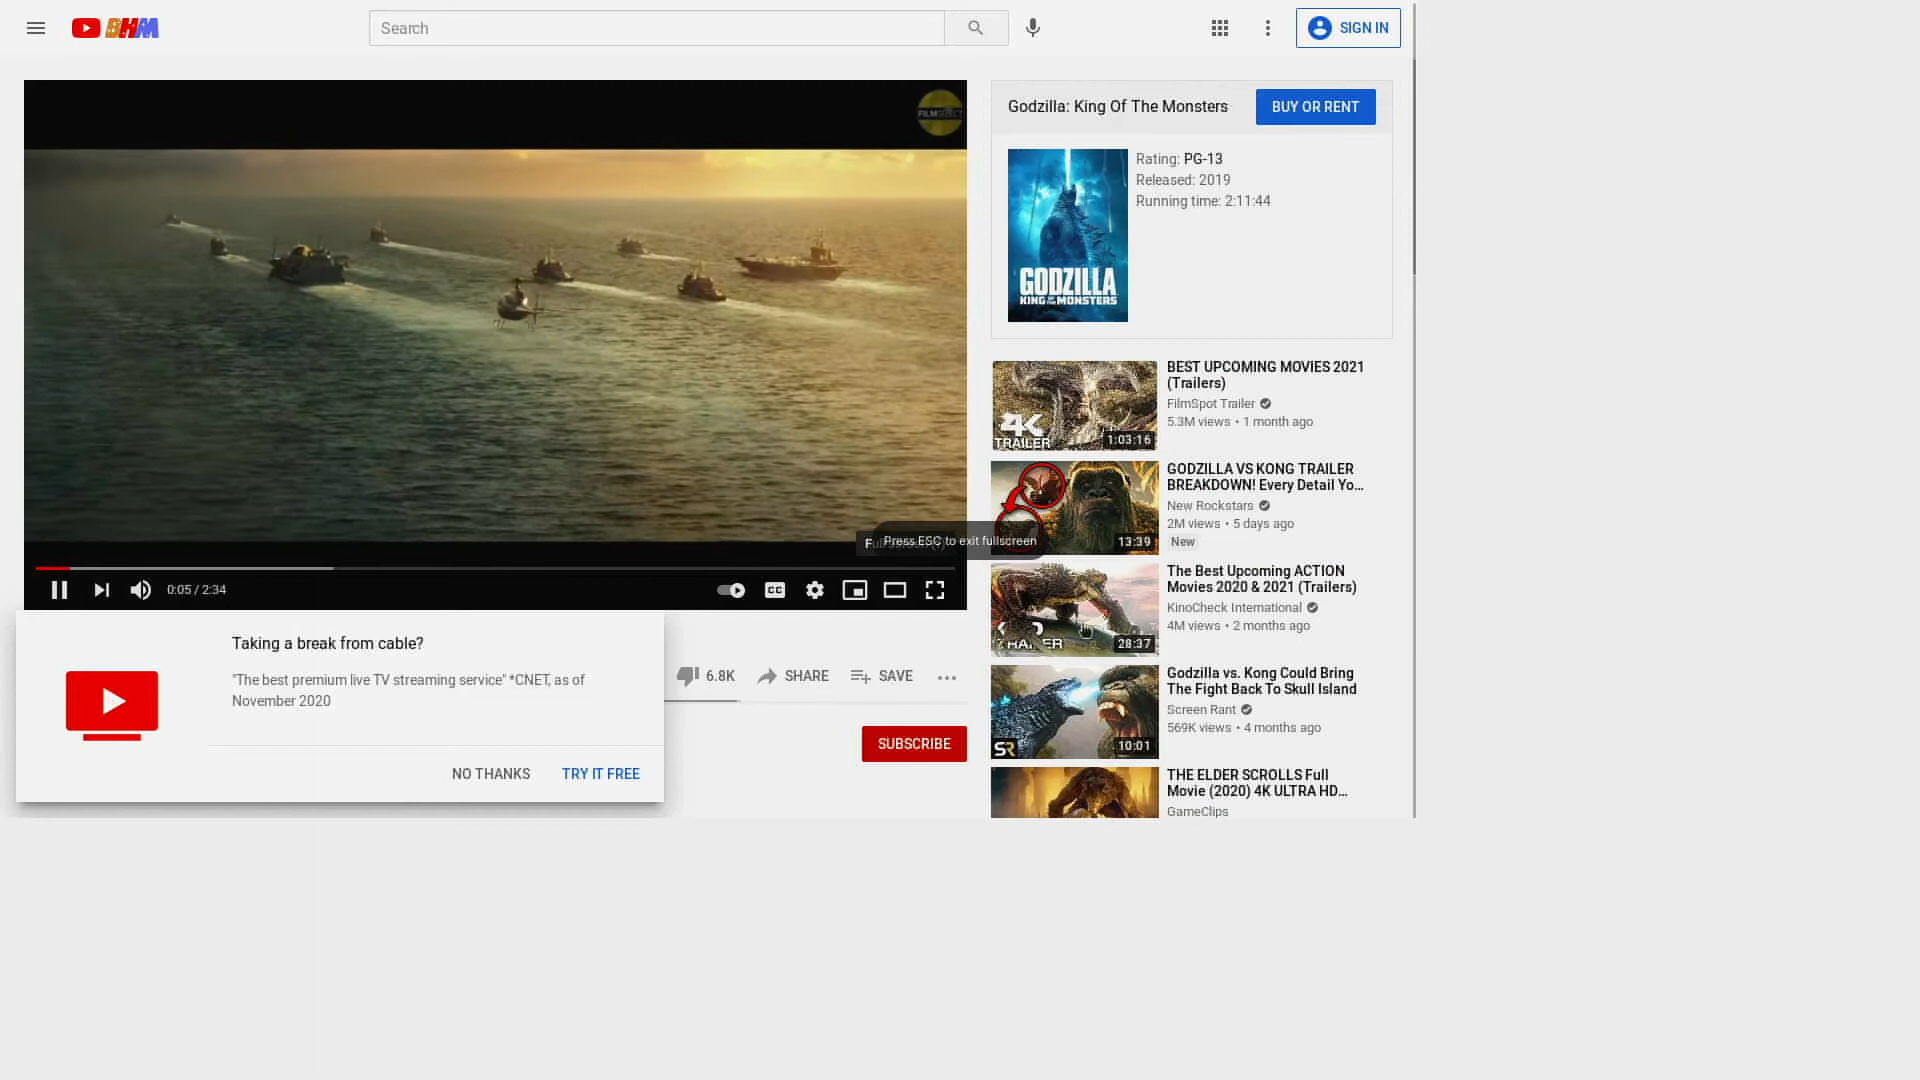 BHM
Search
SIGN IN
FILMSELECT
Press ESC to exit fullscreen
0:05 / 2:34
CC
Taking a break from cable?
"The best premium live TV streaming service" *CNET, as of
November 2020
NO THANKS
TRY IT FREE
6.8K
SHARE
SAVE
SUBSCRIBE
Godzilla: King Of The Monsters
BUY OR RENT
GODZILLA
KING OF THE MONSTERS
Rating: PG-13
Released: 2019
Running time: 2:11:44
4K
TRAILER
1:03:16
BEST UPCOMING MOVIES 2021
(Trailers)
FilmSpot Trailer
5.3M views • 1 month ago
13:39
GODZILLA VS KONG TRAILER
BREAKDOWN! Every Detail Yo...
New Rockstars
2M views • 5 days ago
New
28:37
The Best Upcoming ACTION
Movies 2020 & 2021 (Trailers)
KinoCheck International
4M views • 2 months ago
SR
10:01
Godzilla vs. Kong Could Bring
The Fight Back To Skull Island
Screen Rant
569K views • 4 months ago
THE ELDER SCROLLS Full
Movie (2020) 4K ULTRA HD...
GameClips